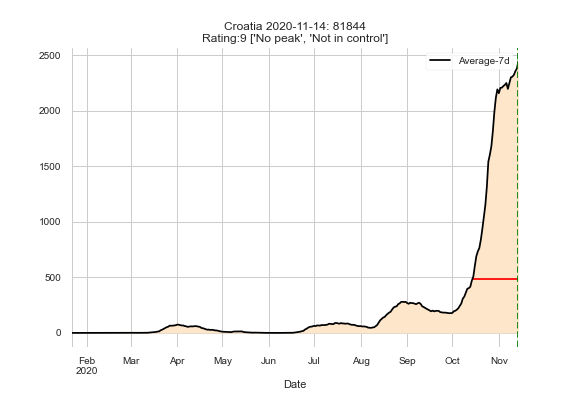 Croatia 2020-11-14: 81844
Rating:9 ['No peak', 'Not in control']
Average-7d
2500
2000
1500
1000
500
0
Feb Mar Apr May Jun Jul Aug Sep Oct Nov
2020
Date